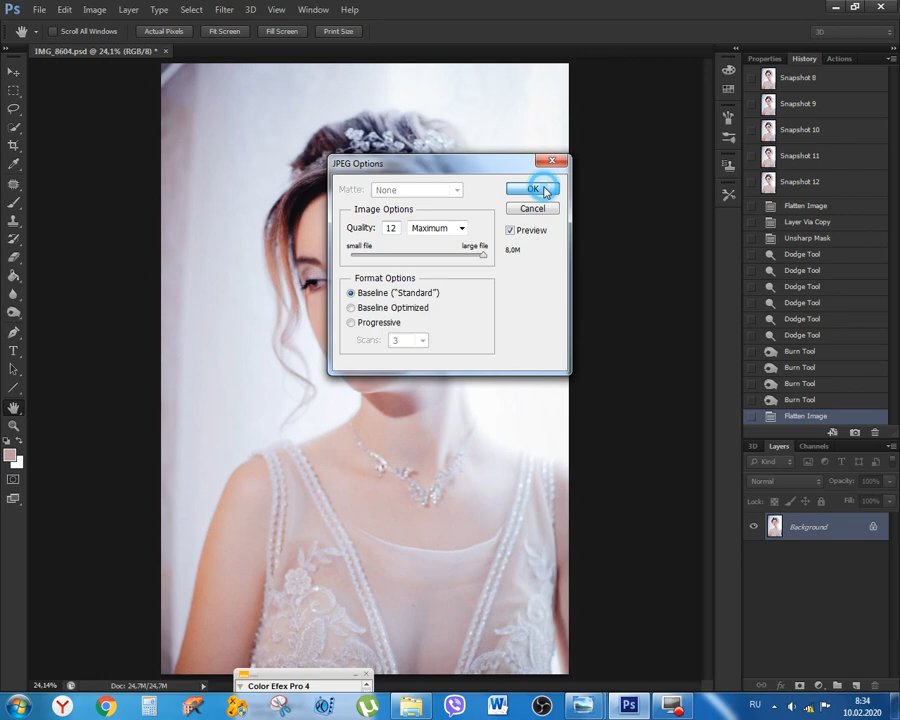 Ps File Edit Image Layer Type Select Filter 3D View Window Help
Scroll All Windows Actual Pixels Fit Screen Fill Screen Print Size 3D
IMG_8604.psd @ 24,1% (RGB/8) * ×
Properties History Actions
Snapshot 8
Snapshot 9
Snapshot 10
Snapshot 11
Snapshot 12
Flatten Image
Layer Via Copy
Unsharp Mask
Dodge Tool
Dodge Tool
Dodge Tool
Dodge Tool
Dodge Tool
Dodge Tool
Burn Tool
Burn Tool
Burn Tool
Burn Tool
Flatten Image
JPEG Options
Matte: None
OK
Image Options
Cancel
Quality: 12 Maximum
Preview
small file large file
8,0M
Format Options
Baseline ("Standard")
Baseline Optimized
Progressive
Scans: 3
3D Layers Channels
Kind
Normal Opacity: 100%
Lock: Fill: 100%
Background
24,14% Doc: 24,7M/24,7M
Color Efex Pro 4
RU 8:34
10.02.2020